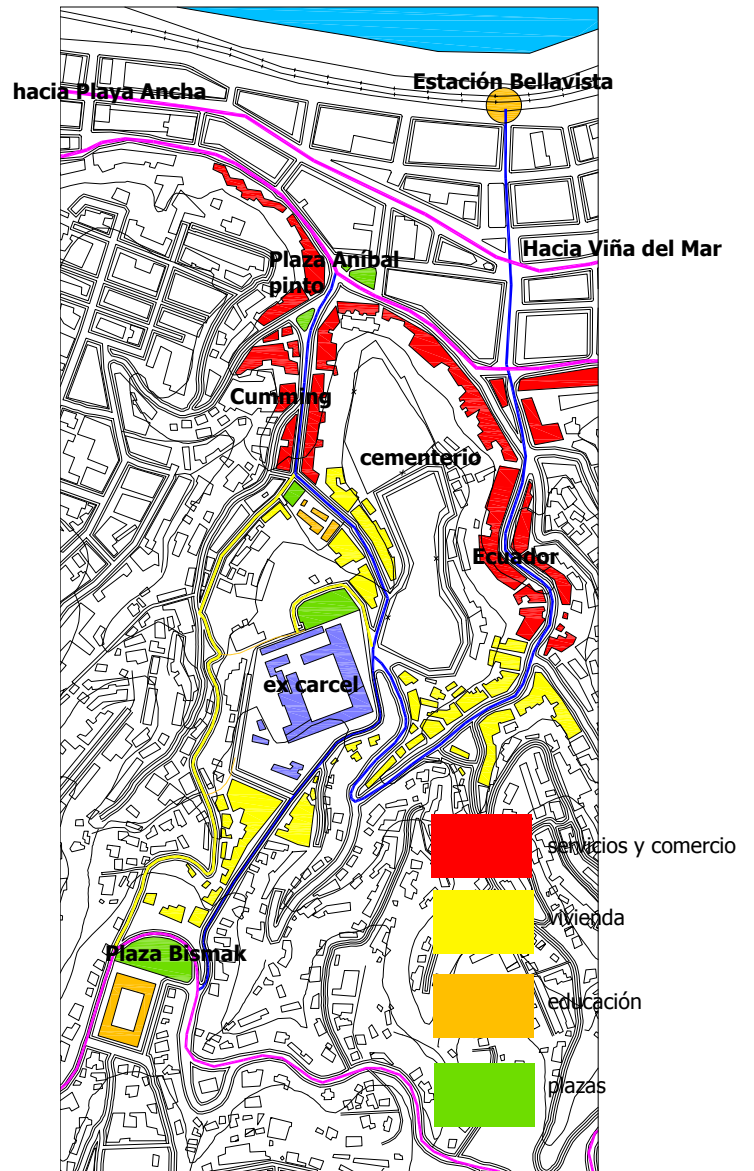 Estación Bellavista
hacia Playa Ancha
Hacia Viña del Mar
Plaza Aníbal
pinto
Cumming
cementerio
Ecuador
ex carcel
servicios y comercio
vivienda
Plaza Bismak
educación
plazas